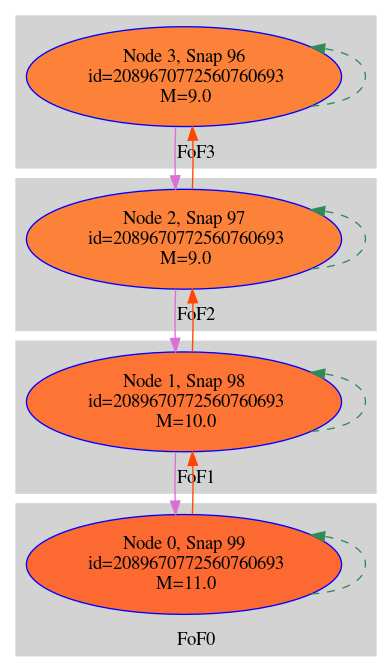 Node 3, Snap 96
id=2089670772560760693
M=9.0
FoF3
Node 2, Snap 97
id=2089670772560760693
M=9.0
FoF2
Node 1, Snap 98
id=2089670772560760693
M=10.0
FoF1
Node 0, Snap 99
id=2089670772560760693
M=11.0
FoF0